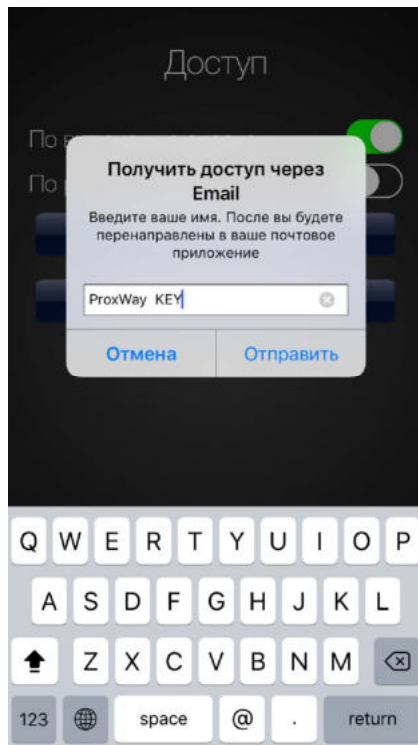 Доступ
По
По
Получить доступ через
Email
Введите ваше имя. После вы будете
перенаправлены в ваше почтовое
приложение
ProxWay KEY
Отмена
Отправить
Q W E R T Y U I O P
A S D F G H J K L
Z X C V B N M
123 space @ . return